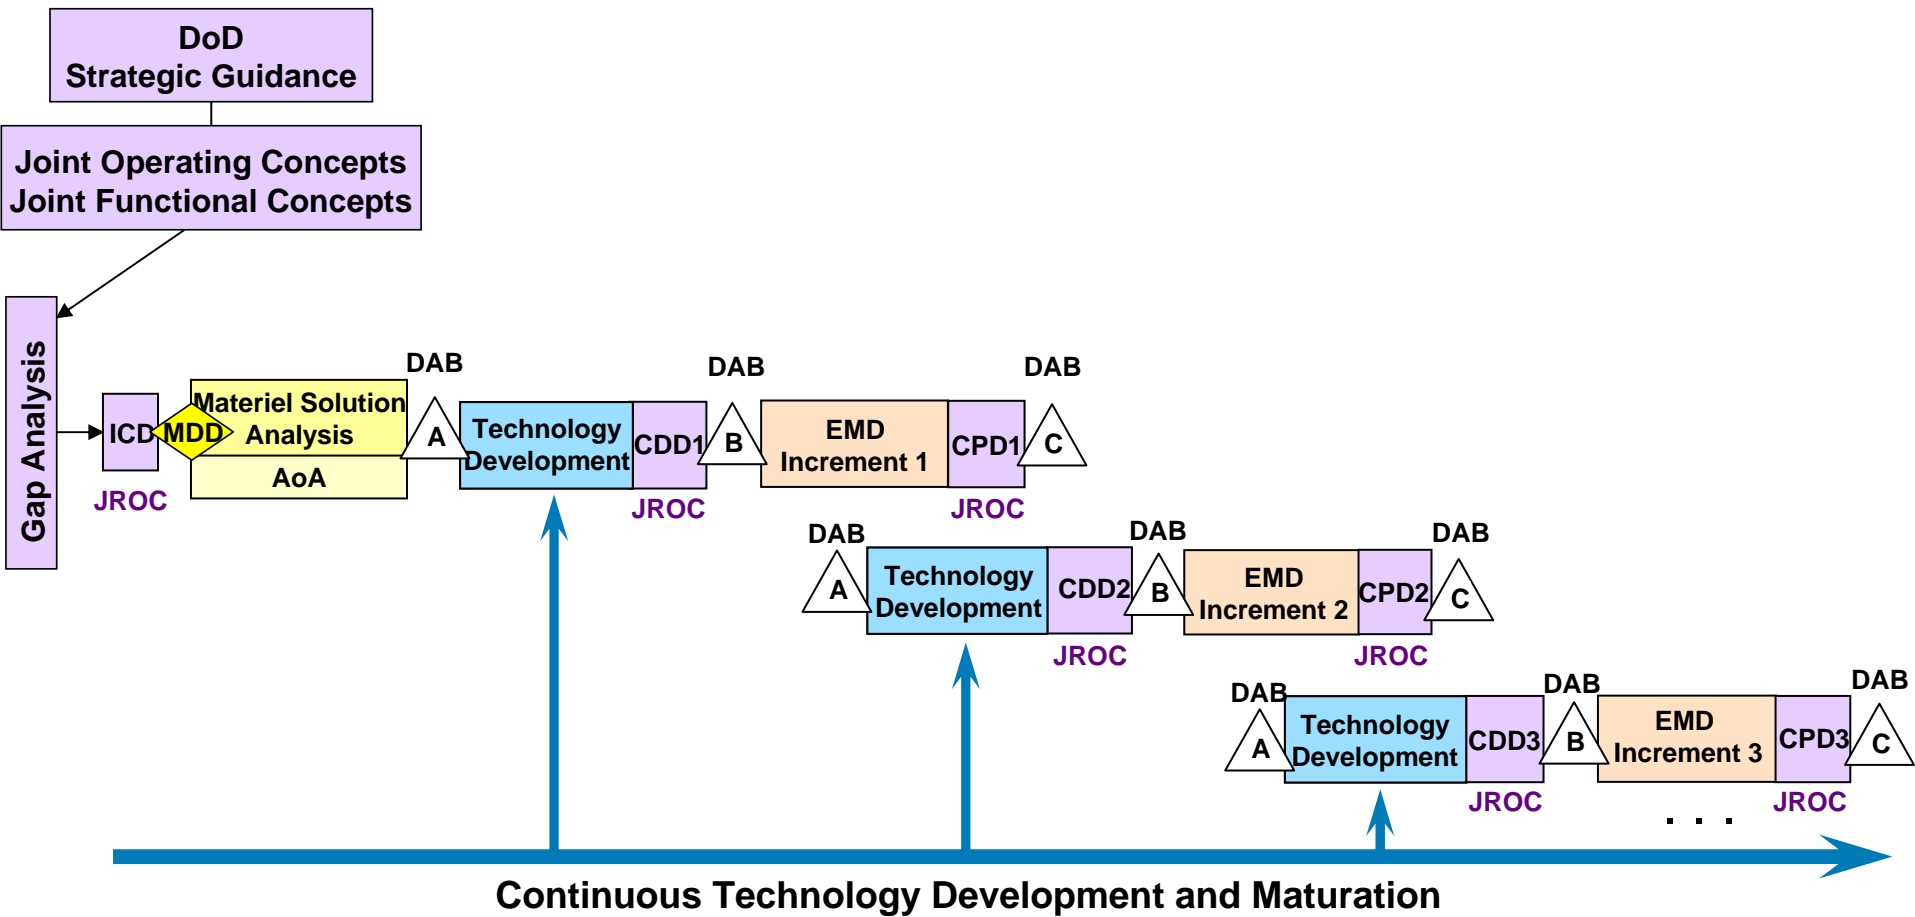 DoD
Strategic Guidance
Joint Operating Concepts
Joint Functional Concepts
Gap Analysis
ICD
JROC
MDD
Materiel Solution
Analysis
AoA
DAB
A
Technology
Development
CDD1
JROC
DAB
B
EMD
Increment 1
CPD1
JROC
DAB
C
DAB
A
Technology
Development
CDD2
JROC
DAB
B
EMD
Increment 2
CPD2
JROC
DAB
C
DAB
A
Technology
Development
CDD3
JROC
DAB
B
EMD
Increment 3
CPD3
JROC
DAB
C
. . .
Continuous Technology Development and Maturation